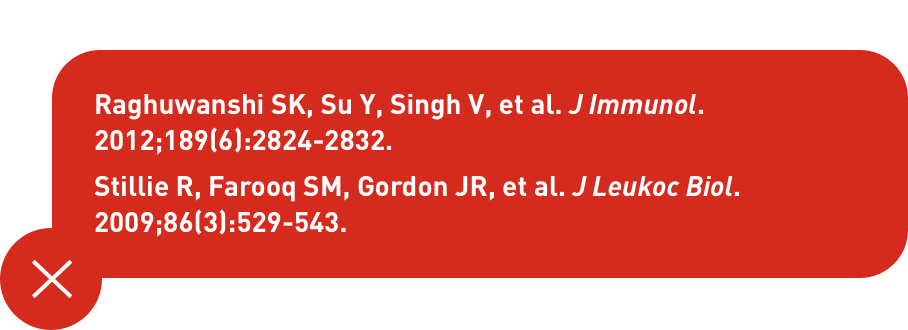 Raghuwanshi SK, Su Y, Singh V, et al. J Immunol.
2012;189(6):2824-2832.
Stillie R, Farooq SM, Gordon JR, et al. J Leukoc Biol.
2009;86(3):529-543.